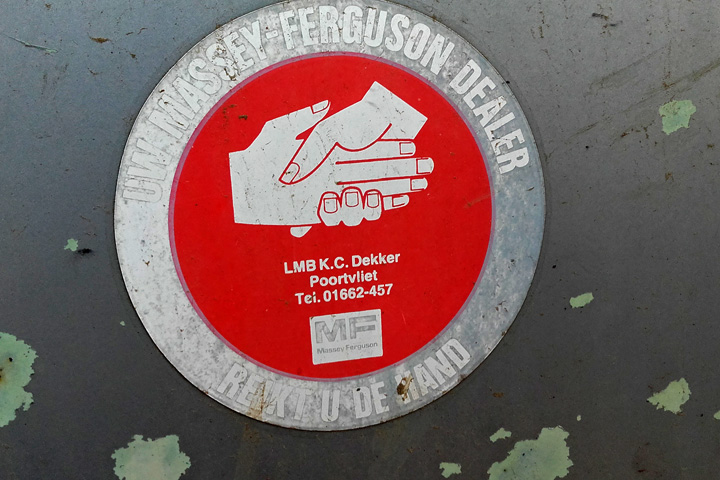 UW MASSEY-FERGUSON DEALER
LMB K.C. Dekker
Poortvliet
Tel. 01662-457
MF
Massey Ferguson
REIKT U DE HAND